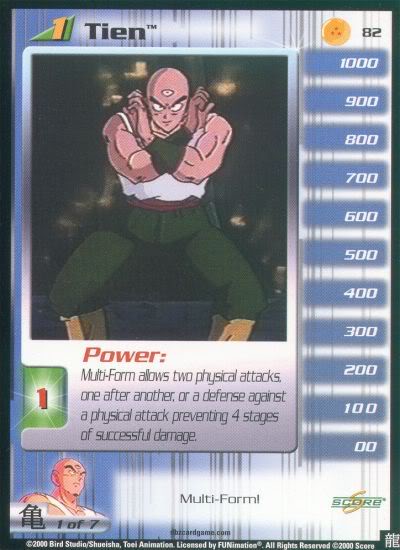 1 Tien™ 82
1000
900
800
700
600
500
400
300
200
100
00
Power:
Multi-Form allows two physical attacks,
one after another, or a defense against
a physical attack preventing 4 stages
of successful damage.
1
Multi-Form!
亀 1 of 7
SCORE
dbzcardgame.com
©2000 Bird Studio/Shueisha, Toei Animation. Licensed by FUNimation®. All Rights Reserved ©2000 Score
龍